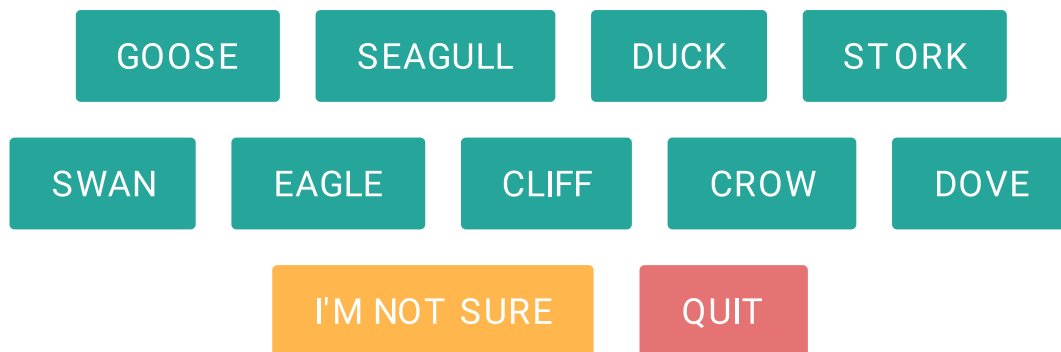 GOOSE SEAGULL DUCK STORK
SWAN EAGLE CLIFF CROW DOVE
I'M NOT SURE QUIT